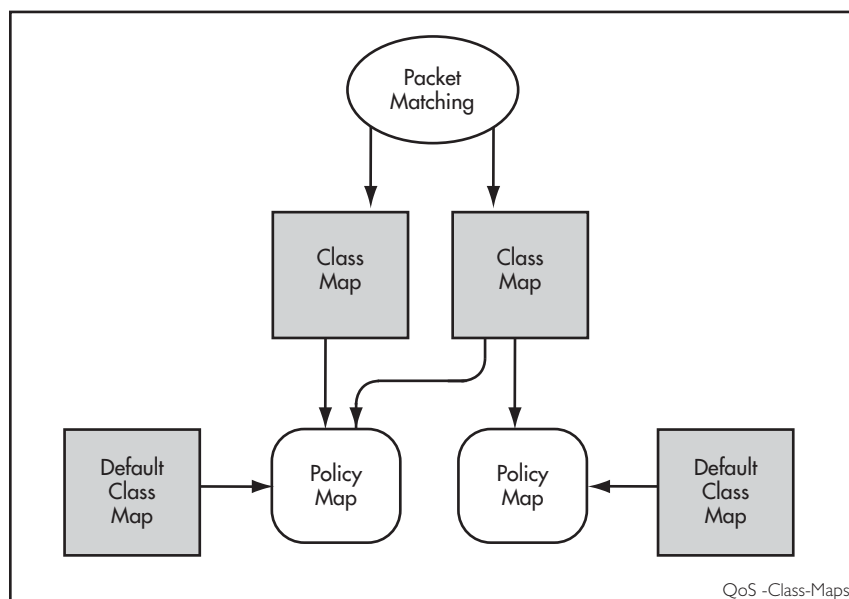 Packet
Matching
Class
Map
Class
Map
Default
Class
Map
Policy
Map
Policy
Map
Default
Class
Map
QoS -Class-Maps